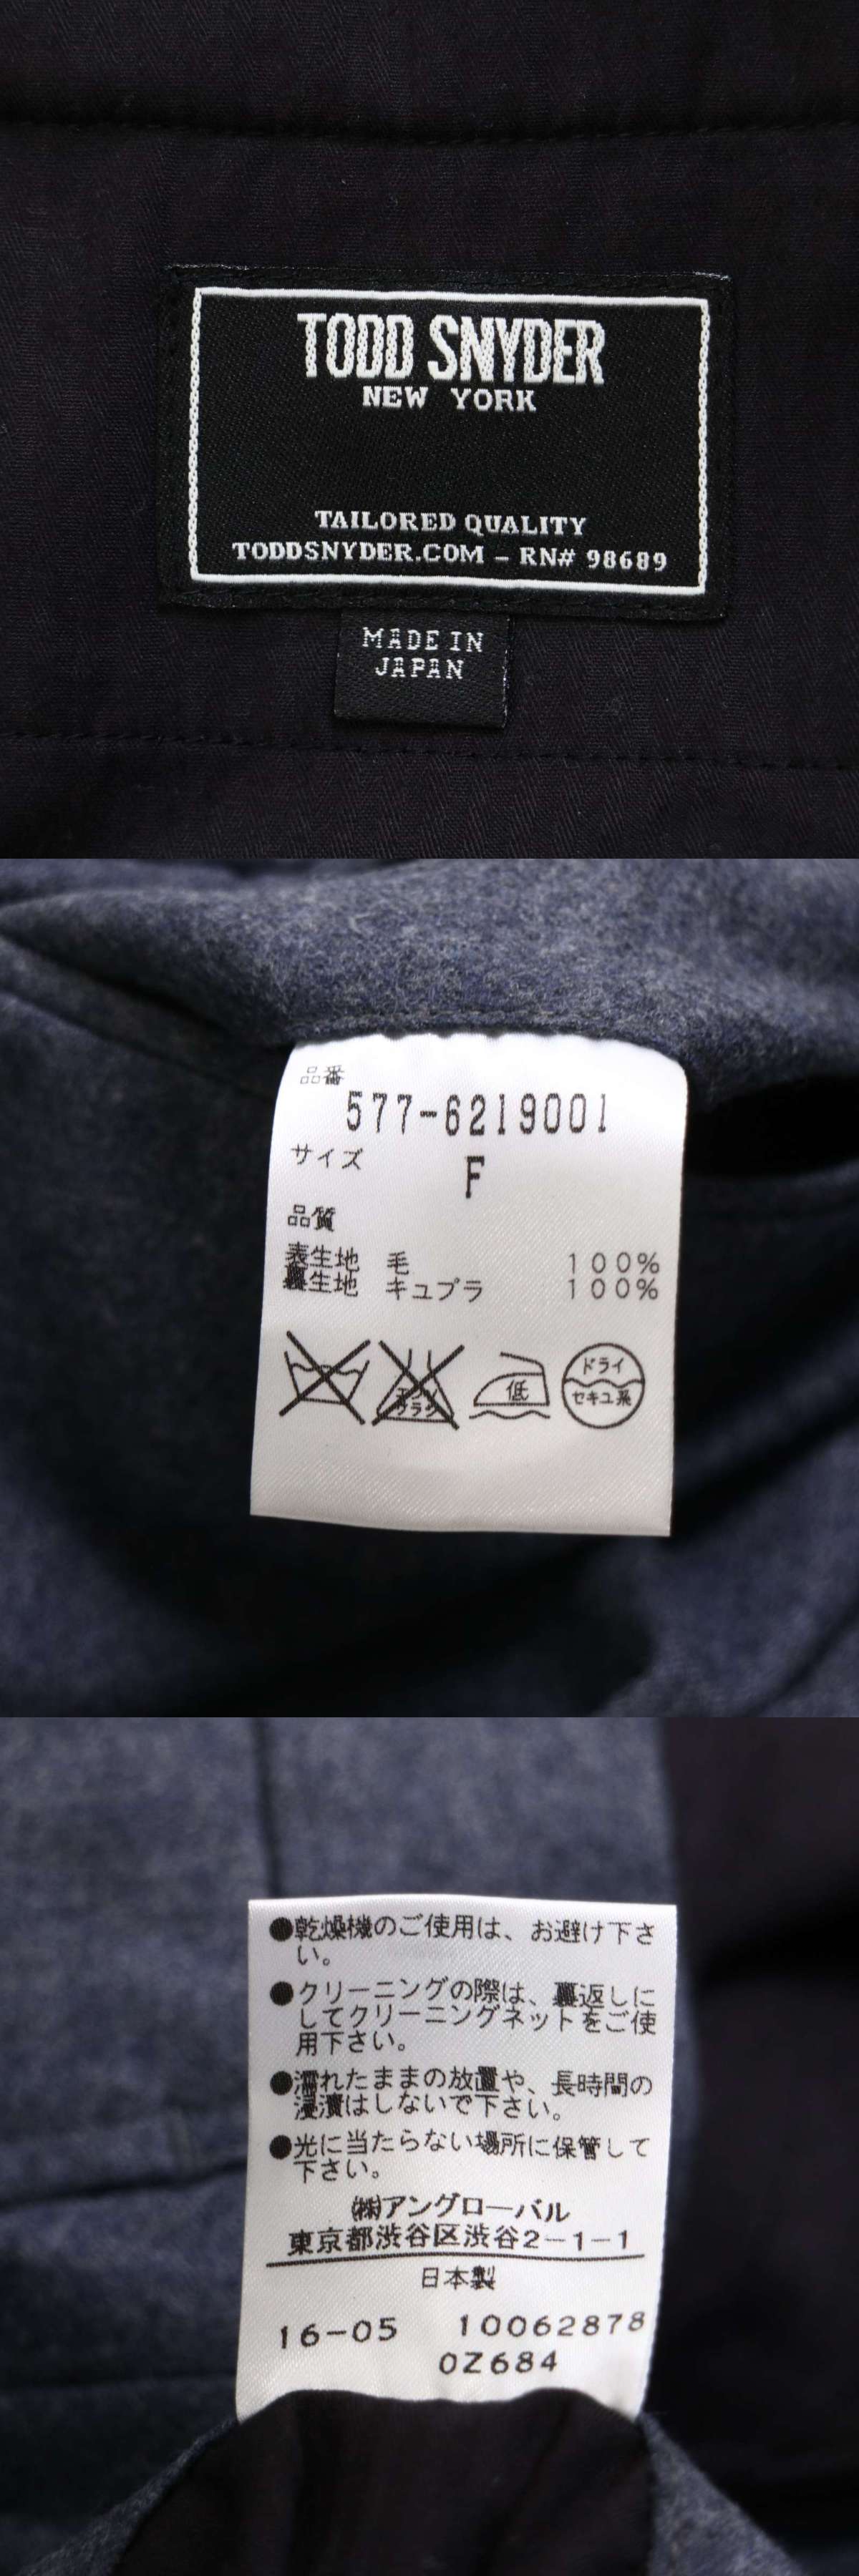 TODD SNYDER
NEW YORK
TAILORED QUALITY
TODDSNYDER.COM – RN# 98689
MADE IN
JAPAN
品番
577-6219001
サイズ
F
品質
表生地 毛 100%
裏生地 キュプラ 100%
エンソ
フラシ
低
ドライ
セキユ系
●乾燥機のご使用は、お避け下さ
い。
●クリーニングの際は、裏返しに
してクリーニングネットをご使
用下さい。
●濡れたままの放置や、長時間の
浸漬はしないで下さい。
●光に当たらない場所に保管して
下さい。
㈱アングローバル
東京都渋谷区渋谷2-1-1
日本製
16-05 10062878
0Z684